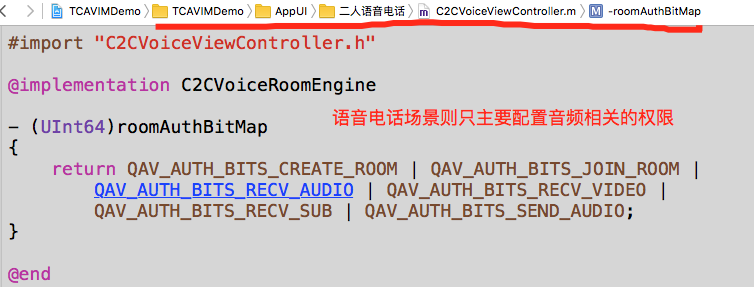 TCAVIMDemo TCAVIMDemo AppUI 二人语音电话 C2CVoiceViewController.m M -roomAuthBitMap
#import "C2CVoiceViewController.h"
@implementation C2CVoiceRoomEngine
- (UInt64)roomAuthBitMap
语音电话场景则只主要配置音频相关的权限
{
return QAV_AUTH_BITS_CREATE_ROOM | QAV_AUTH_BITS_JOIN_ROOM |
QAV_AUTH_BITS_RECV_AUDIO | QAV_AUTH_BITS_RECV_VIDEO |
QAV_AUTH_BITS_RECV_SUB | QAV_AUTH_BITS_SEND_AUDIO;
}
@end